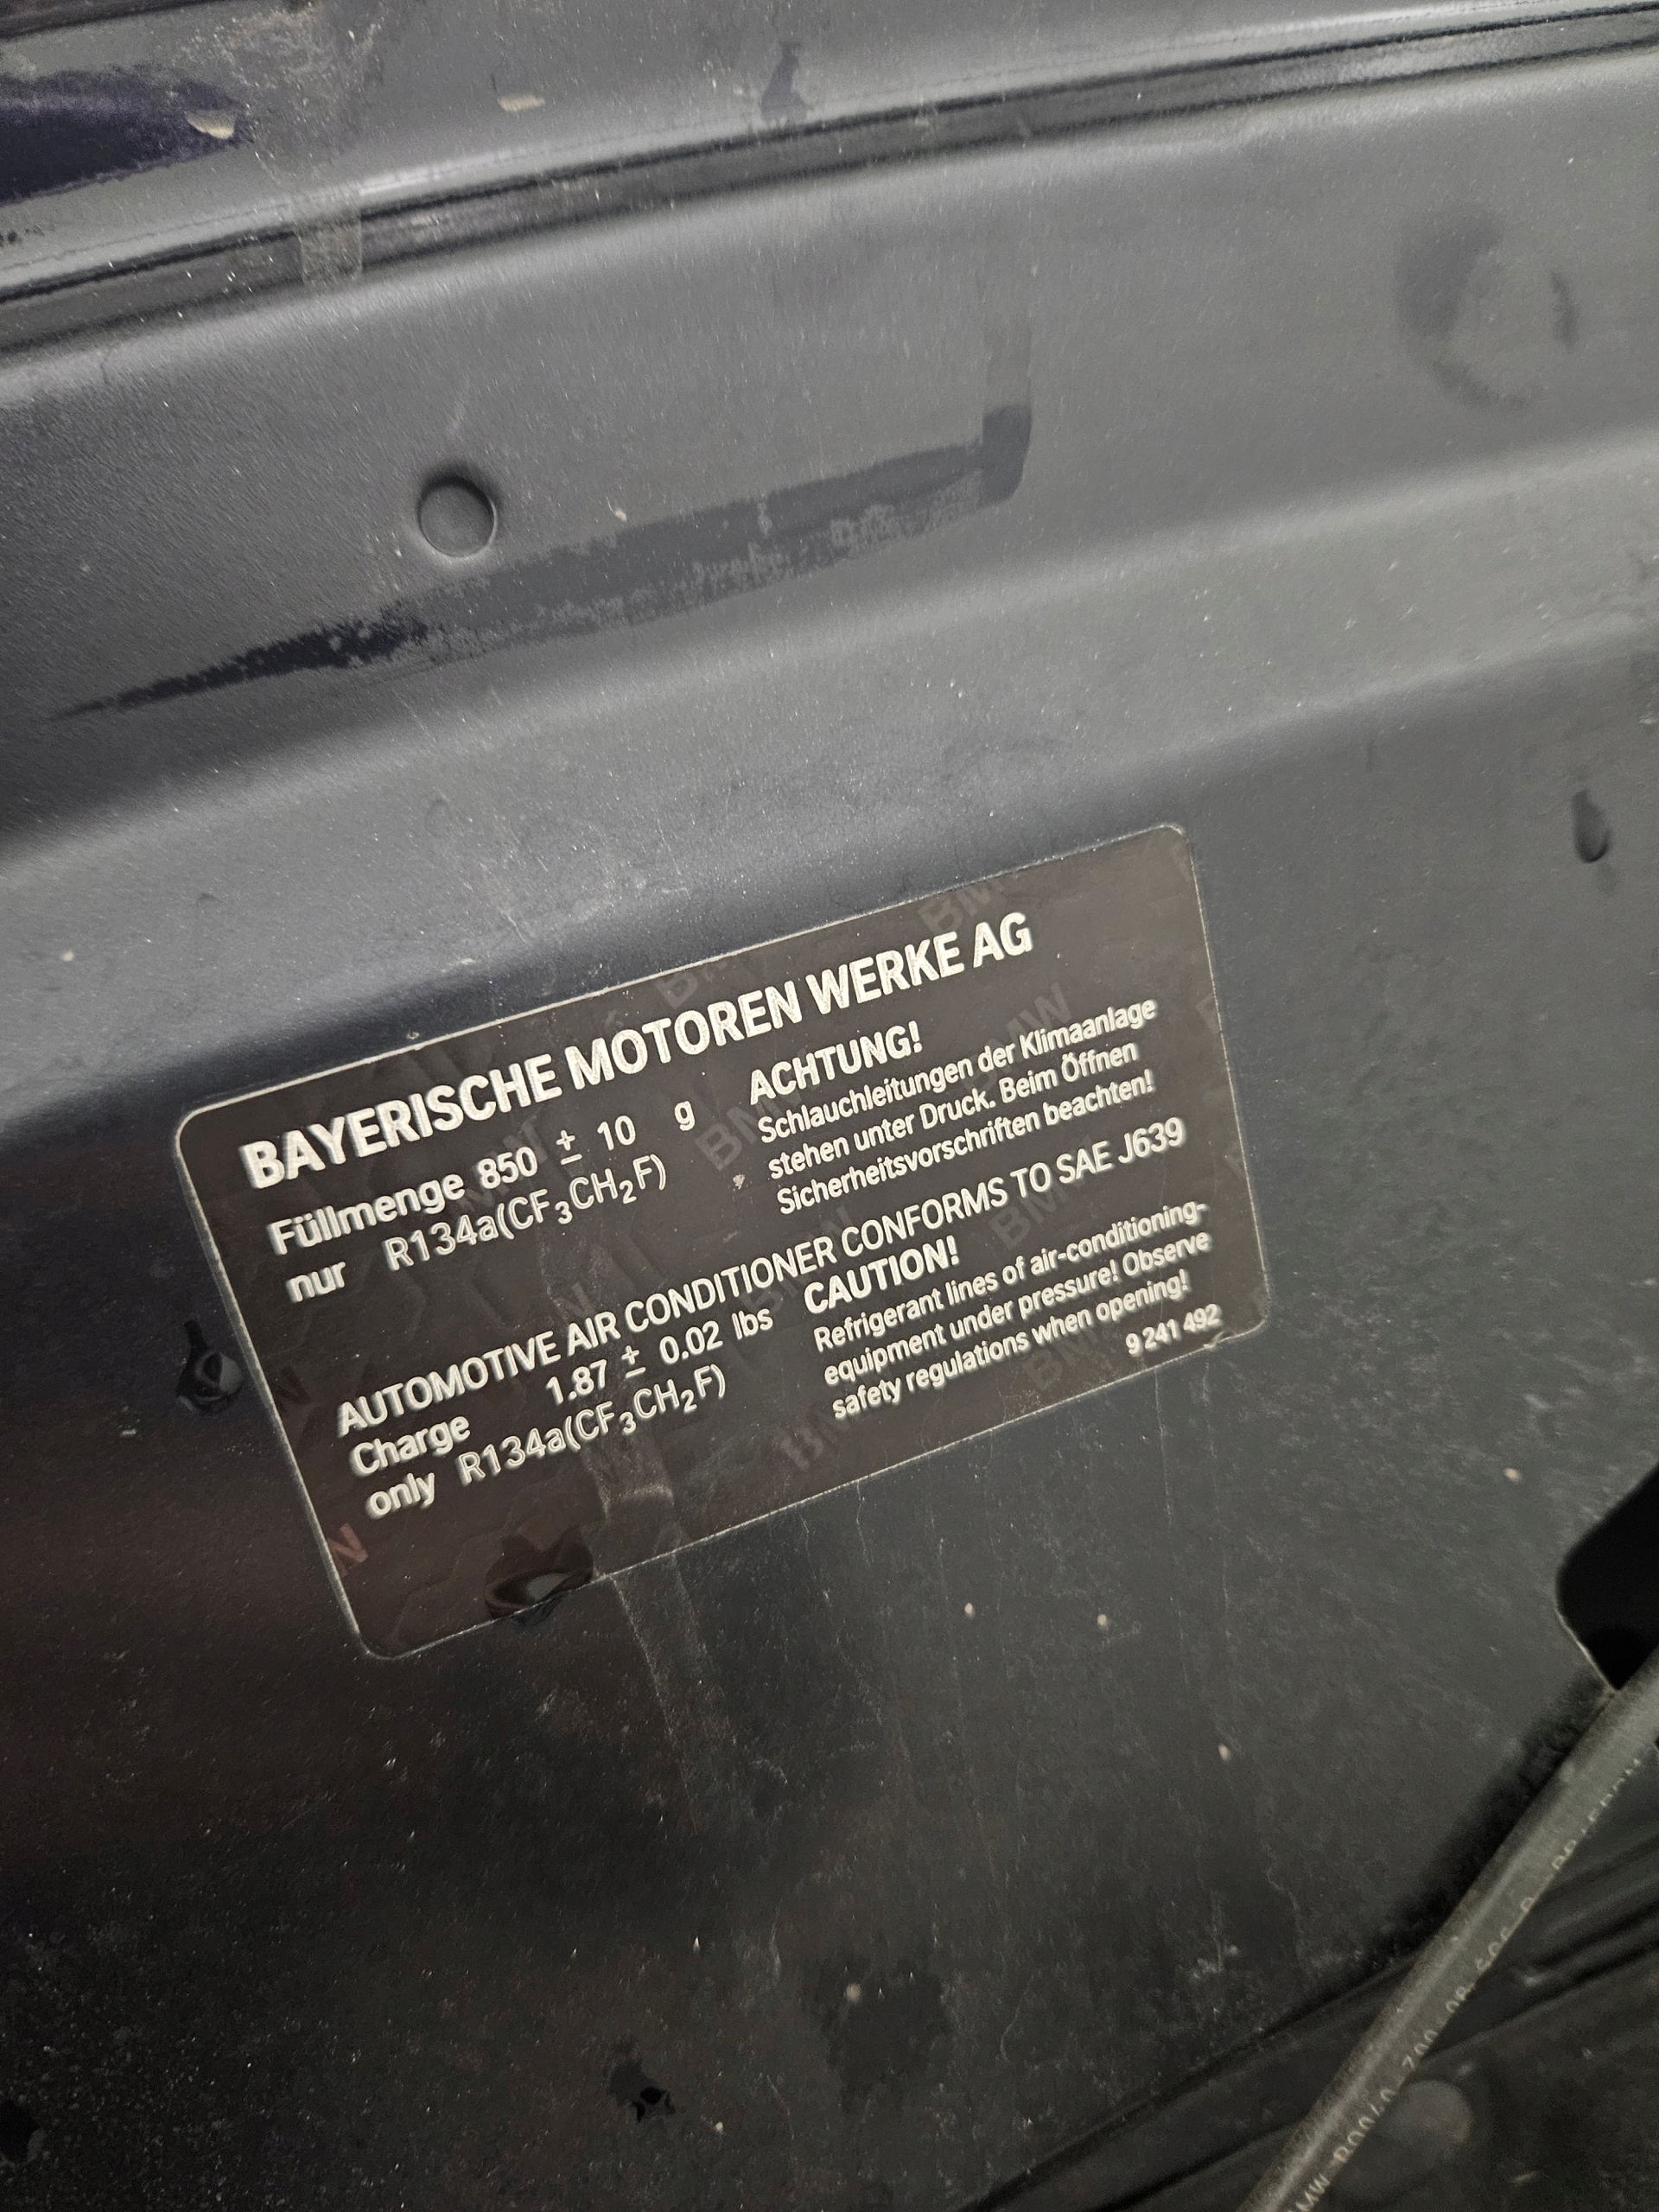 BAYERISCHE MOTOREN WERKE AG
Füllmenge 850 ± 10 g
nur R134a(CF₃CH₂F)
ACHTUNG!
Schlauchleitungen der Klimaanlage
stehen unter Druck. Beim Öffnen
Sicherheitsvorschriften beachten!
AUTOMOTIVE AIR CONDITIONER CONFORMS TO SAE J639
Charge 1.87 ± 0.02 lbs
only R134a(CF₃CH₂F)
CAUTION!
Refrigerant lines of air-conditioning-
equipment under pressure! Observe
safety regulations when opening!
9 241 492